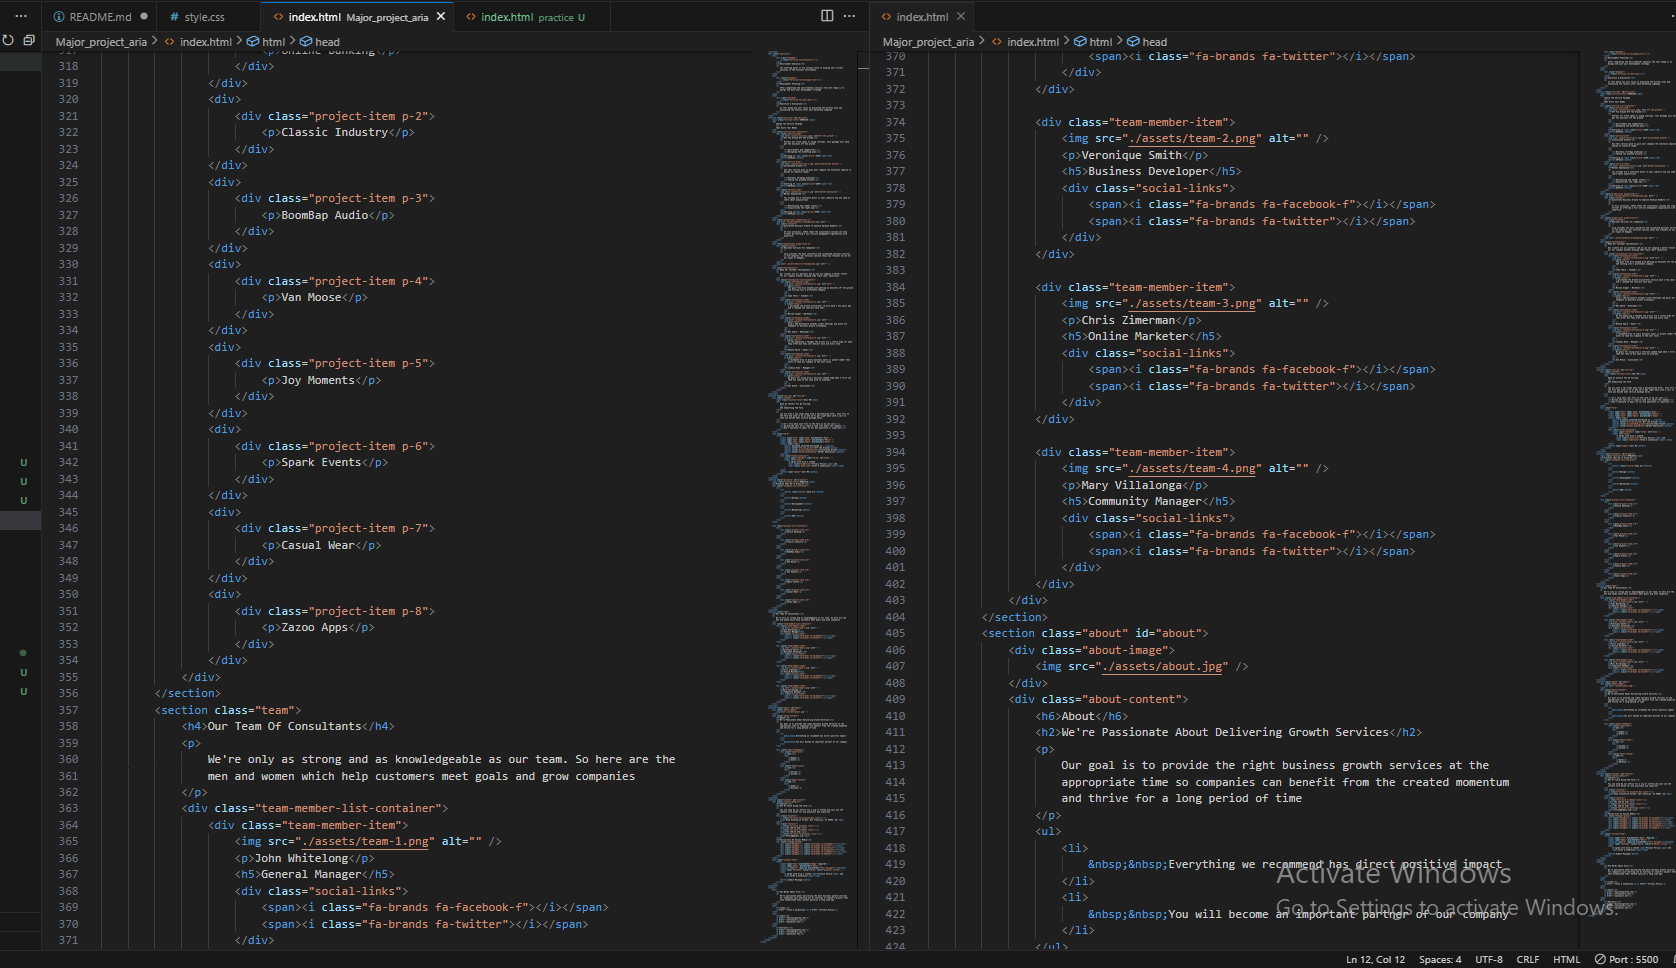 README.md
style.css
index.html Major_project_aria
index.html practice U
index.html
Major_project_aria > index.html > html > head
Major_project_aria > index.html > html > head
318 </div>
319 </div>
320 <div>
321 <div class="project-item p-2">
322 <p>Classic Industry</p>
323 </div>
324 </div>
325 <div>
326 <div class="project-item p-3">
327 <p>BoomBap Audio</p>
328 </div>
329 </div>
330 <div>
331 <div class="project-item p-4">
332 <p>Van Moose</p>
333 </div>
334 </div>
335 <div>
336 <div class="project-item p-5">
337 <p>Joy Moments</p>
338 </div>
339 </div>
340 <div>
341 <div class="project-item p-6">
342 <p>Spark Events</p>
343 </div>
344 </div>
345 <div>
346 <div class="project-item p-7">
347 <p>Casual Wear</p>
348 </div>
349 </div>
350 <div>
351 <div class="project-item p-8">
352 <p>Zazoo Apps</p>
353 </div>
354 </div>
355 </div>
356 </section>
357 <section class="team">
358 <h4>Our Team Of Consultants</h4>
359 <p>
360 We're only as strong and as knowledgeable as our team. So here are the
361 men and women which help customers meet goals and grow companies
362 </p>
363 <div class="team-member-list-container">
364 <div class="team-member-item">
365 <img src="./assets/team-1.png" alt="" />
366 <p>John Whitelong</p>
367 <h5>General Manager</h5>
368 <div class="social-links">
369 <span><i class="fa-brands fa-facebook-f"></i></span>
370 <span><i class="fa-brands fa-twitter"></i></span>
371 </div>
370 <span><i class="fa-brands fa-twitter"></i></span>
371 </div>
372 </div>
373
374 <div class="team-member-item">
375 <img src="./assets/team-2.png" alt="" />
376 <p>Veronique Smith</p>
377 <h5>Business Developer</h5>
378 <div class="social-links">
379 <span><i class="fa-brands fa-facebook-f"></i></span>
380 <span><i class="fa-brands fa-twitter"></i></span>
381 </div>
382 </div>
383
384 <div class="team-member-item">
385 <img src="./assets/team-3.png" alt="" />
386 <p>Chris Zimerman</p>
387 <h5>Online Marketer</h5>
388 <div class="social-links">
389 <span><i class="fa-brands fa-facebook-f"></i></span>
390 <span><i class="fa-brands fa-twitter"></i></span>
391 </div>
392 </div>
393
394 <div class="team-member-item">
395 <img src="./assets/team-4.png" alt="" />
396 <p>Mary Villalonga</p>
397 <h5>Community Manager</h5>
398 <div class="social-links">
399 <span><i class="fa-brands fa-facebook-f"></i></span>
400 <span><i class="fa-brands fa-twitter"></i></span>
401 </div>
402 </div>
403 </div>
404 </section>
405 <section class="about" id="about">
406 <div class="about-image">
407 <img src="./assets/about.jpg" />
408 </div>
409 <div class="about-content">
410 <h6>About</h6>
411 <h2>We're Passionate About Delivering Growth Services</h2>
412 <p>
413 Our goal is to provide the right business growth services at the
414 appropriate time so companies can benefit from the created momentum
415 and thrive for a long period of time
416 </p>
417 <ul>
418 <li>
419 &nbsp;&nbsp;Everything we recommend has direct positive impact
420 </li>
421 <li>
422 &nbsp;&nbsp;You will become an important partner of our company
423 </li>
424 </ul>
U
U
U
U
U
Activate Windows
Go to Settings to activate Windows.
Ln 12, Col 12 Spaces: 4 UTF-8 CRLF HTML Port : 5500